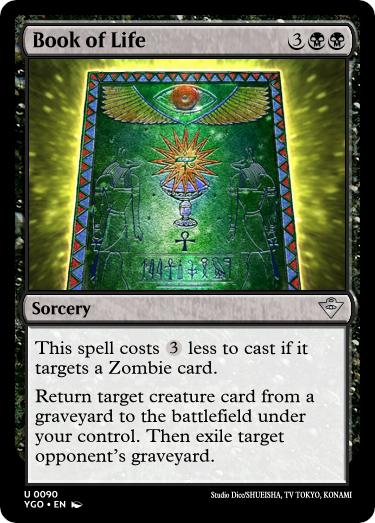 Book of Life 3
Sorcery
This spell costs 3 less to cast if it
targets a Zombie card.
Return target creature card from a
graveyard to the battlefield under
your control. Then exile target
opponent's graveyard.
U 0090
YGO • EN
Studio Dice/SHUEISHA, TV TOKYO, KONAMI